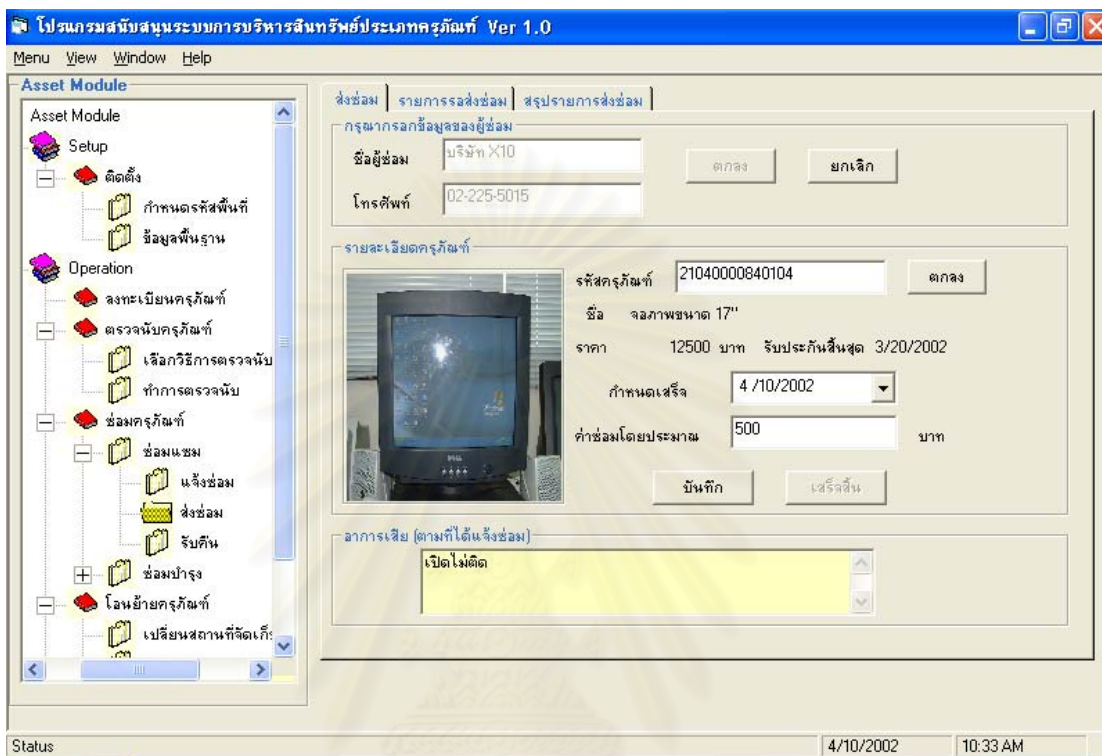 โปรแกรมสนับสนุนระบบการบริหารสินทรัพย์ประเภทครุภัณฑ์ Ver 1.0
Menu View Window Help
Asset Module
Asset Module
Setup
ติดตั้ง
กำหนดรหัสพื้นที่
ข้อมูลพื้นฐาน
Operation
ลงทะเบียนครุภัณฑ์
ตรวจนับครุภัณฑ์
เลือกวิธีการตรวจนับ
ทำการตรวจนับ
ซ่อมครุภัณฑ์
ซ่อมแซม
แจ้งซ่อม
ส่งซ่อม
รับคืน
ซ่อมบำรุง
โอนย้ายครุภัณฑ์
เปลี่ยนสถานที่จัดเก็
ส่งซ่อม รายการรอส่งซ่อม สรุปรายการส่งซ่อม
กรุณากรอกข้อมูลของผู้ซ่อม
ชื่อผู้ซ่อม บริษัท X10 ตกลง ยกเลิก
โทรศัพท์ 02-225-5015
รายละเอียดครุภัณฑ์
รหัสครุภัณฑ์ 21040000840104 ตกลง
ชื่อ จอภาพขนาด 17"
ราคา 12500 บาท รับประกันสิ้นสุด 3/20/2002
กำหนดเสร็จ 4 /10/2002
ค่าซ่อมโดยประมาณ 500 บาท
บันทึก เสร็จสิ้น
DELL
อาการเสีย (ตามที่ได้แจ้งซ่อม)
เปิดไม่ติด
Status 4/10/2002 10:33 AM